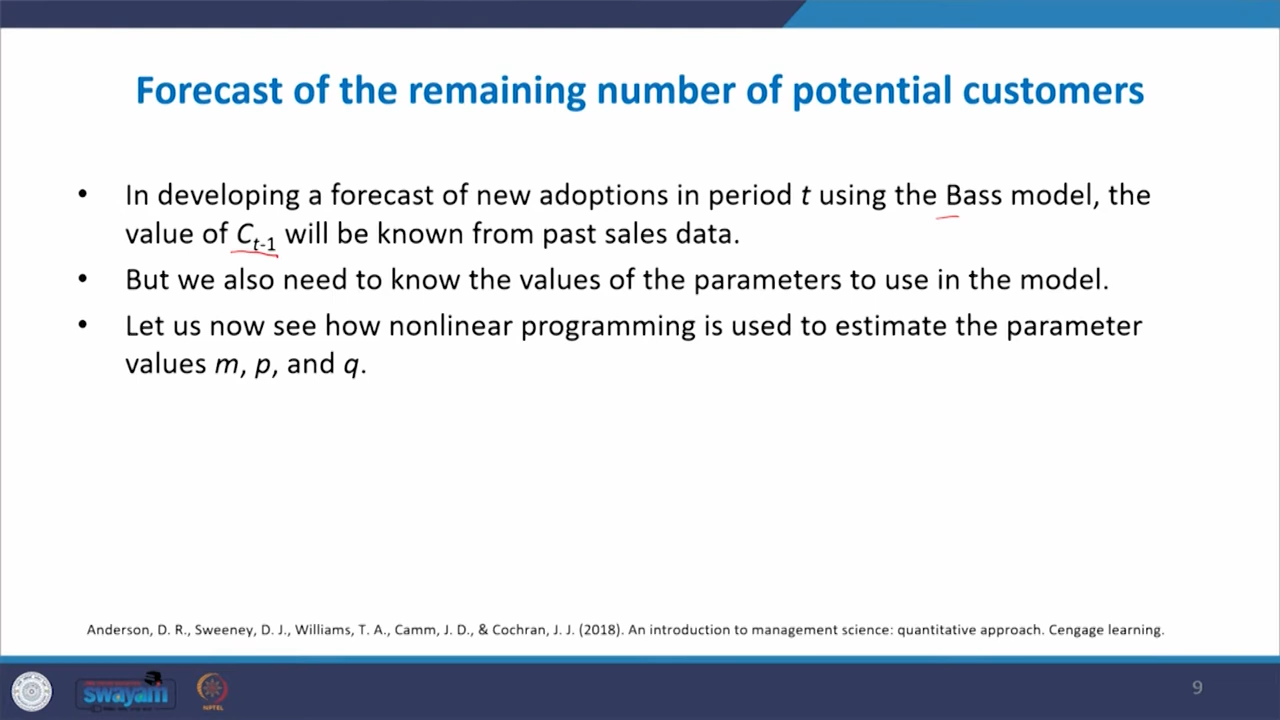 Forecast of the remaining number of potential customers
• In developing a forecast of new adoptions in period t using the Bass model, the
value of Ct-1 will be known from past sales data.
• But we also need to know the values of the parameters to use in the model.
• Let us now see how nonlinear programming is used to estimate the parameter
values m, p, and q.
Anderson, D. R., Sweeney, D. J., Williams, T. A., Camm, J. D., & Cochran, J. J. (2018). An introduction to management science: quantitative approach. Cengage learning.
swayam
NPTEL
9